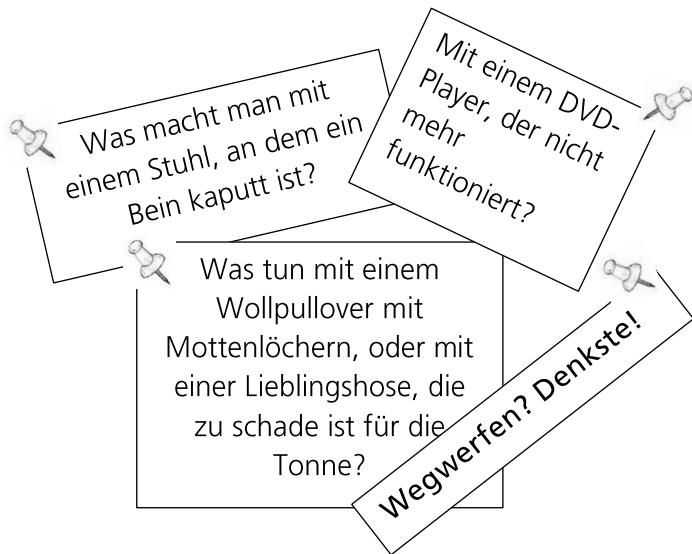 Was macht man mit
einem Stuhl, an dem ein
Bein kaputt ist?
Mit einem DVD-
Player, der nicht
mehr
funktioniert?
Was tun mit einem
Wollpullover mit
Mottenlöchern, oder mit
einer Lieblingshose, die
zu schade ist für die
Tonne?
Wegwerfen? Denkste!